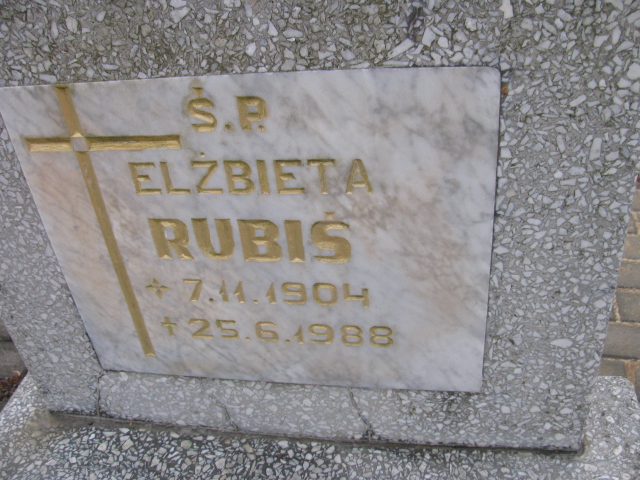 Ś.P.
ELŻBIETA
RUBIŚ
+ 7.11.1904
† 25.6.1988